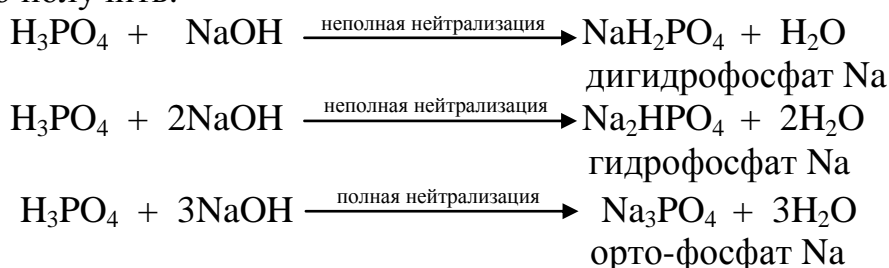 о получить.
H₃PO₄ + NaOH неполная нейтрализация → NaH₂PO₄ + H₂O
дигидрофосфат Na
H₃PO₄ + 2NaOH неполная нейтрализация → Na₂HPO₄ + 2H₂O
гидрофосфат Na
H₃PO₄ + 3NaOH полная нейтрализация → Na₃PO₄ + 3H₂O
орто-фосфат Na